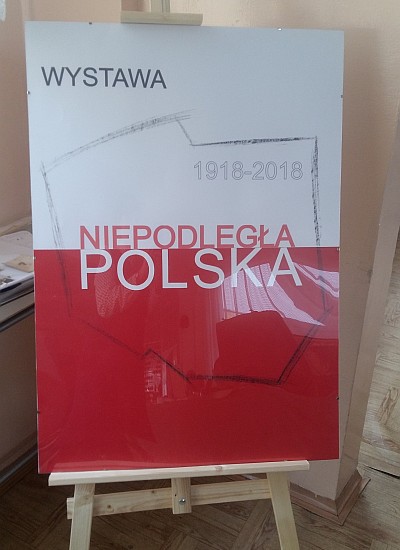 WYSTAWA
1918-2018
NIEPODLEGŁA
POLSKA